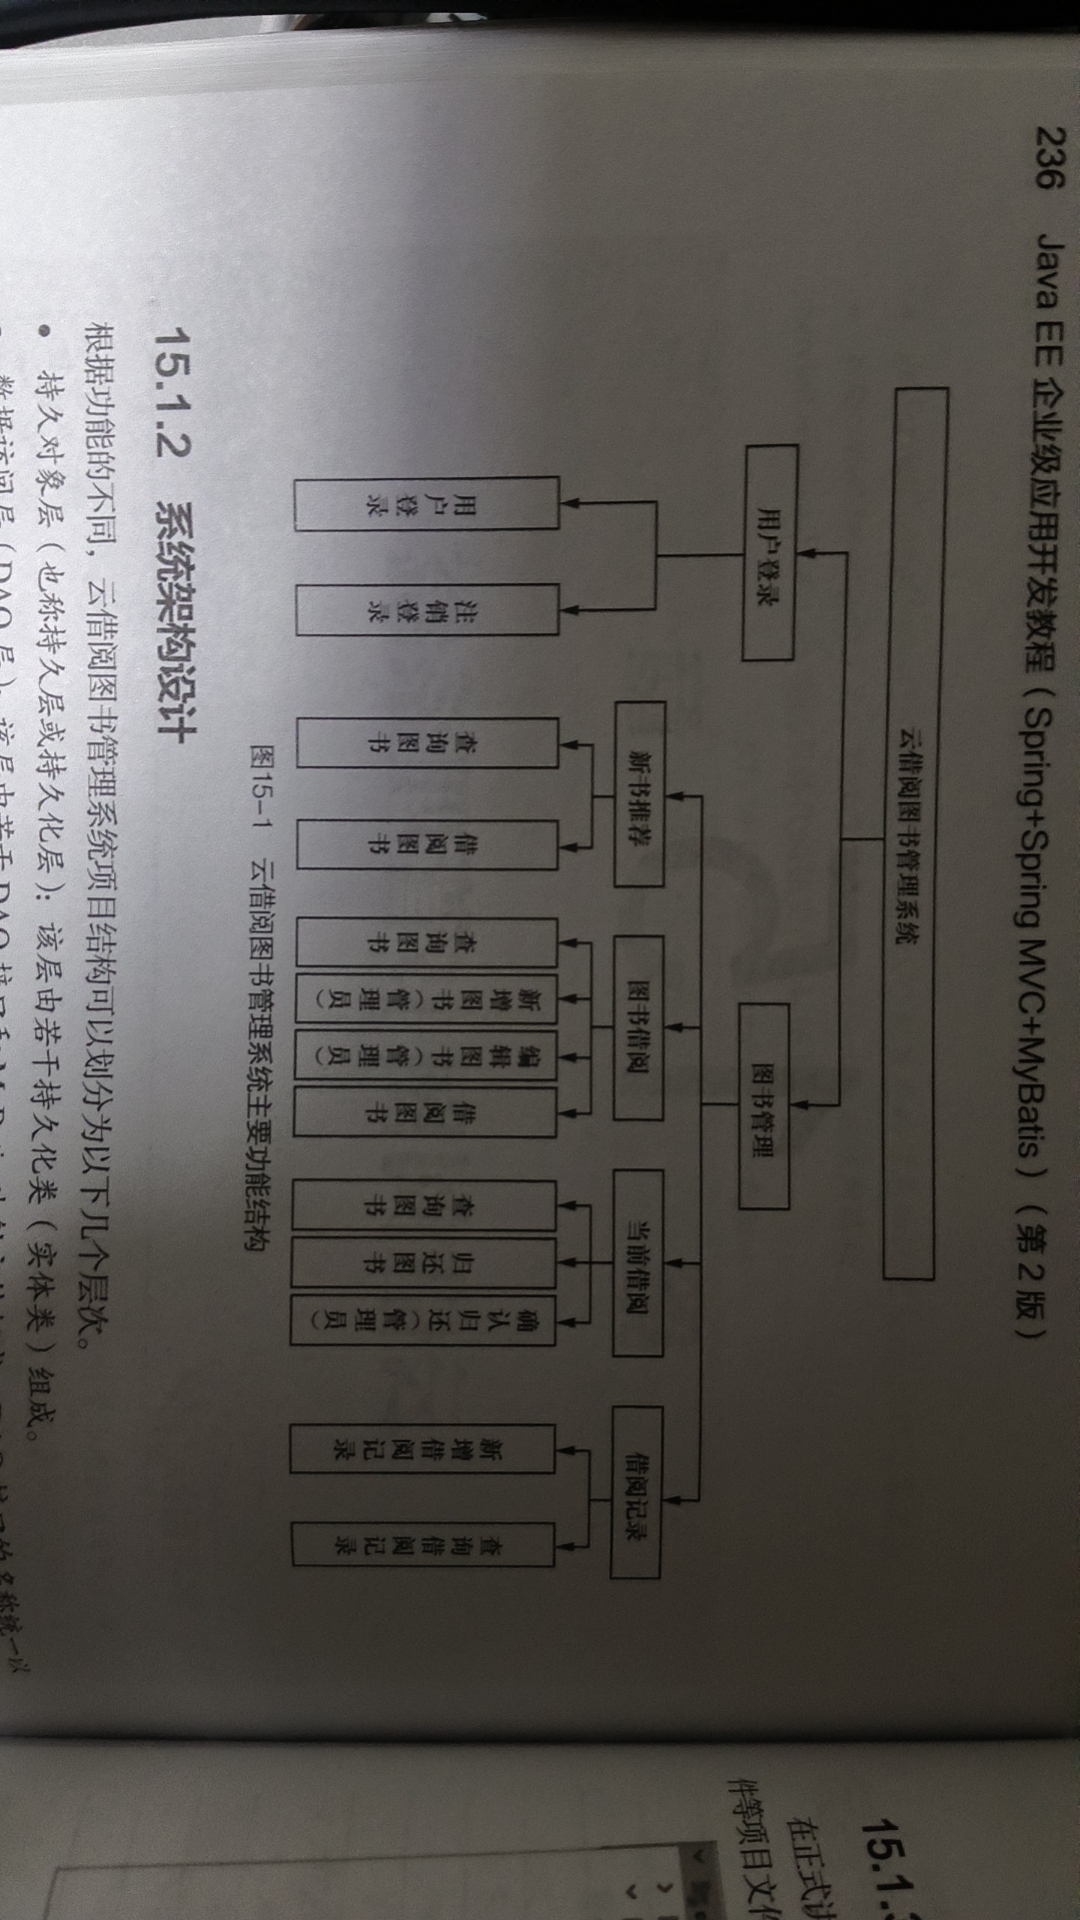 236 Java EE 企业级应用开发教程（Spring+Spring MVC+MyBatis）（第2版）
云借阅图书管理系统
用户登录
图书管理
新书推荐
图书借阅
当前借阅
借阅记录
用户登录
注销登录
查询图书
借阅图书
查询图书
新增图书（管理员）
编辑图书（管理员）
借阅图书
查询图书
归还图书
确认归还（管理员）
新增借阅记录
查询借阅记录
图15-1 云借阅图书管理系统主要功能结构
15.1.2 系统架构设计
根据功能的不同，云借阅图书管理系统项目结构可以划分为以下几个层次。
● 持久对象层（也称持久层或持久化层）：该层由若干持久化类（实体类）组成。
数据访问层（DAO层）：该层由若干DAO接口和
的名称统一以
15.1.
在正式讲
件等项目文件